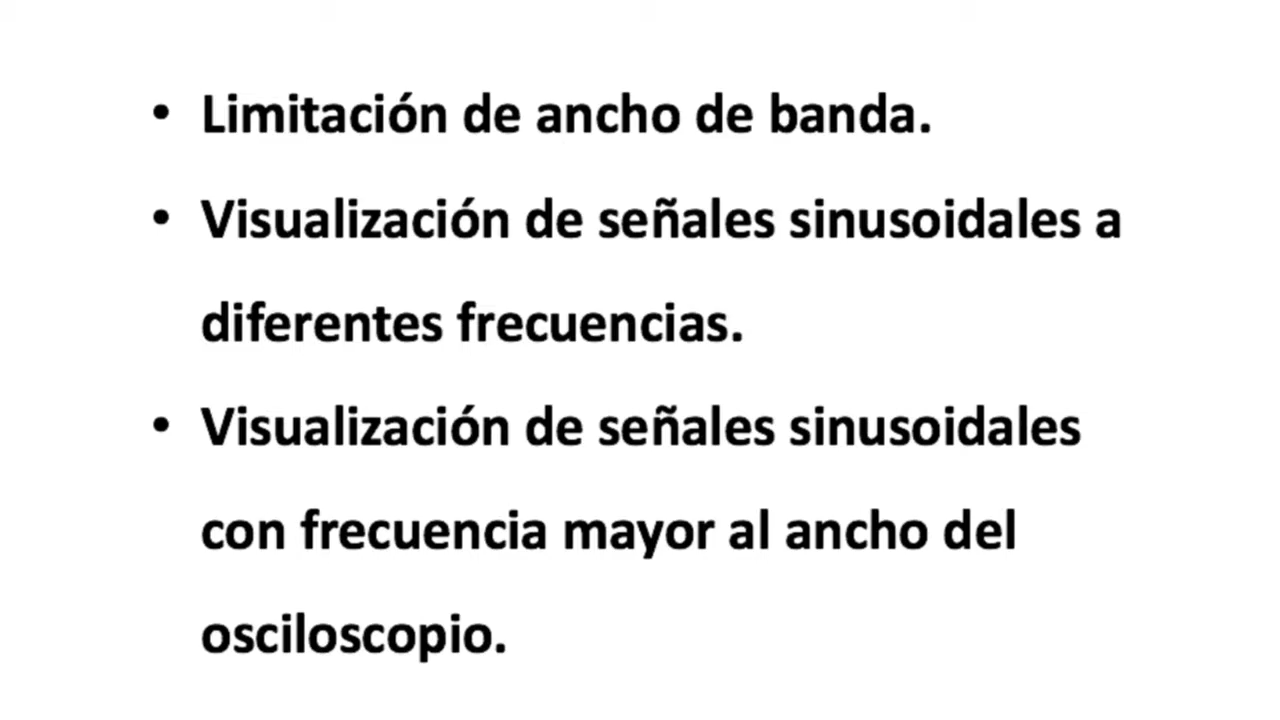 • Limitación de ancho de banda.
• Visualización de señales sinusoidales a
diferentes frecuencias.
• Visualización de señales sinusoidales
con frecuencia mayor al ancho del
osciloscopio.